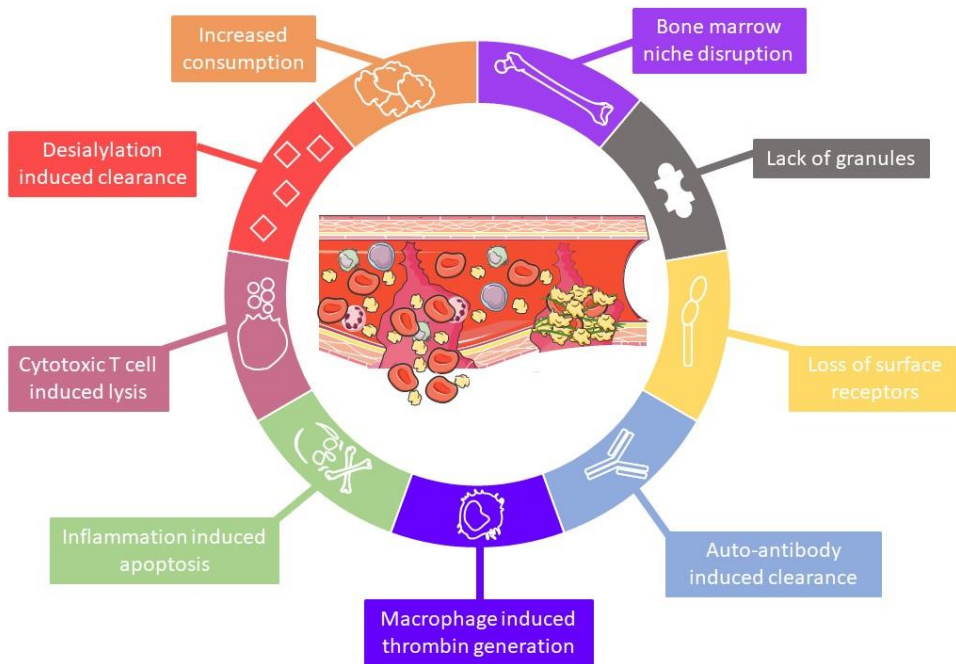 Increased
consumption
Bone marrow
niche disruption
Desialylation
induced clearance
Lack of granules
Cytotoxic T cell
induced lysis
Loss of surface
receptors
Inflammation induced
apoptosis
Auto-antibody
induced clearance
Macrophage induced
thrombin generation